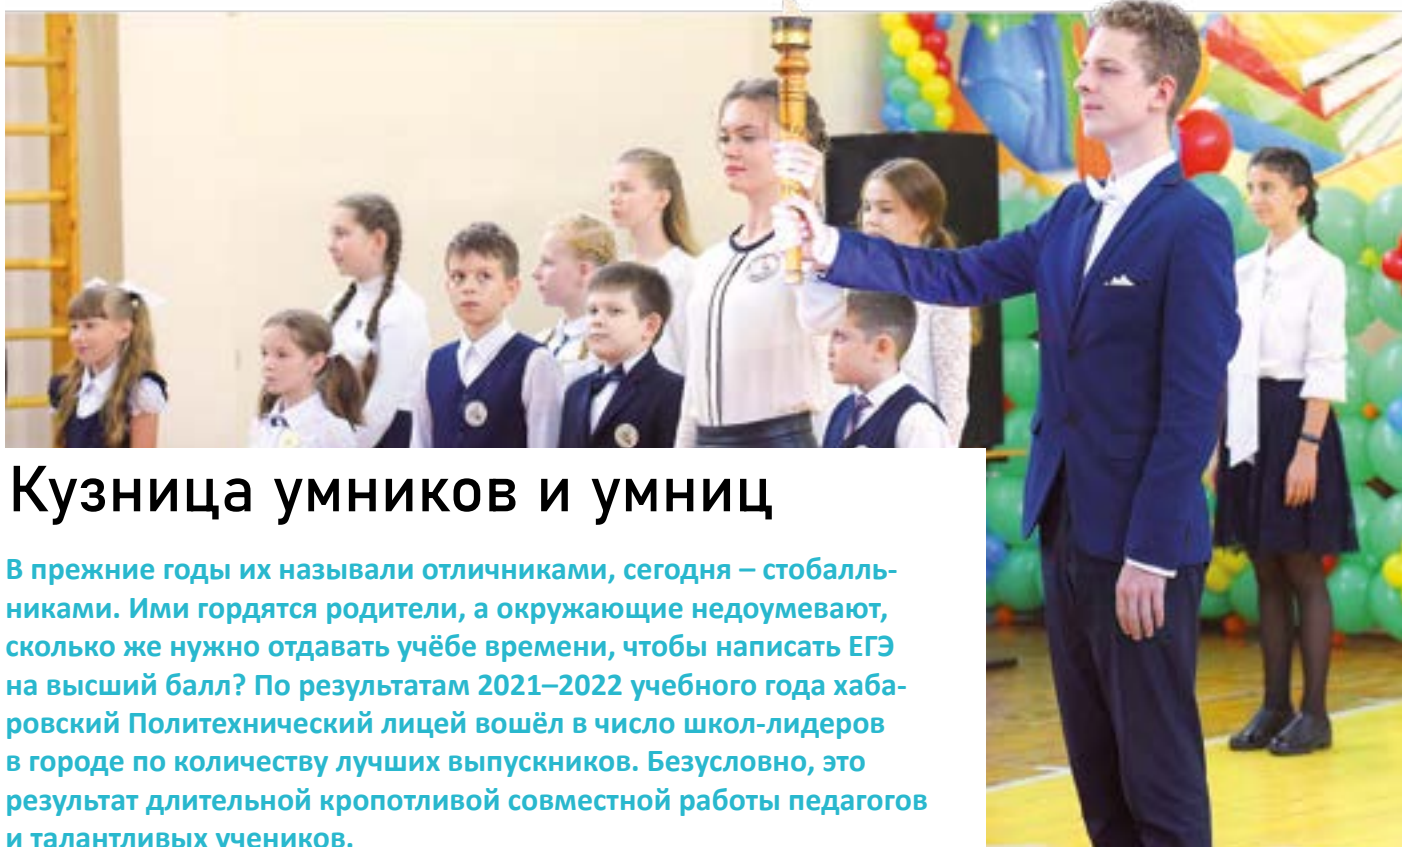 Кузница умников и умниц
В прежние годы их называли отличниками, сегодня – стобалль-
никами. Ими гордятся родители, а окружающие недоумевают,
сколько же нужно отдавать учёбе времени, чтобы написать ЕГЭ
на высший балл? По результатам 2021–2022 учебного года хаба-
ровский Политехнический лицей вошёл в число школ-лидеров
в городе по количеству лучших выпускников. Безусловно, это
результат длительной кропотливой совместной работы педагогов
и талантливых учеников.